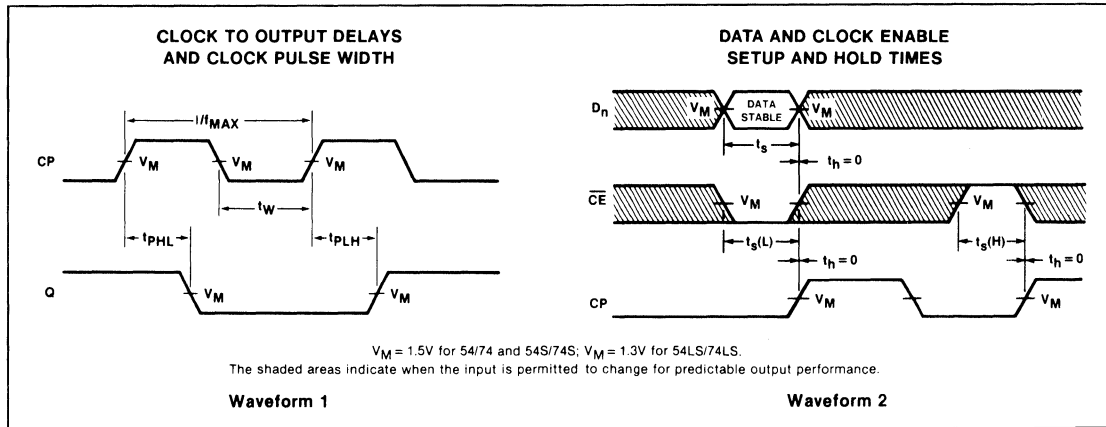 CLOCK TO OUTPUT DELAYS
AND CLOCK PULSE WIDTH
I/fMAX
CP
VM
VM
VM
tW
tPHL
tPLH
Q
VM
VM
DATA AND CLOCK ENABLE
SETUP AND HOLD TIMES
Dn
VM
DATA
STABLE
VM
ts
th = 0
CE
VM
VM
ts(L)
ts(H)
th = 0
th = 0
CP
VM
VM
VM = 1.5V for 54/74 and 54S/74S; VM = 1.3V for 54LS/74LS.
The shaded areas indicate when the input is permitted to change for predictable output performance.
Waveform 1
Waveform 2